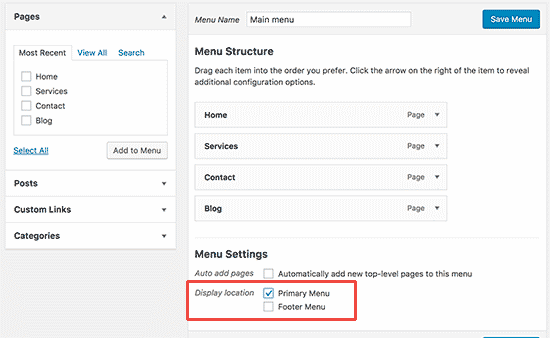 Pages
Most Recent View All Search
Home
Services
Contact
Blog
Select All Add to Menu
Posts
Custom Links
Categories
Menu Name Main menu Save Menu
Menu Structure
Drag each item into the order you prefer. Click the arrow on the right of the item to reveal
additional configuration options.
Home Page
Services Page
Contact Page
Blog Page
Menu Settings
Auto add pages Automatically add new top-level pages to this menu
Display location Primary Menu
Footer Menu